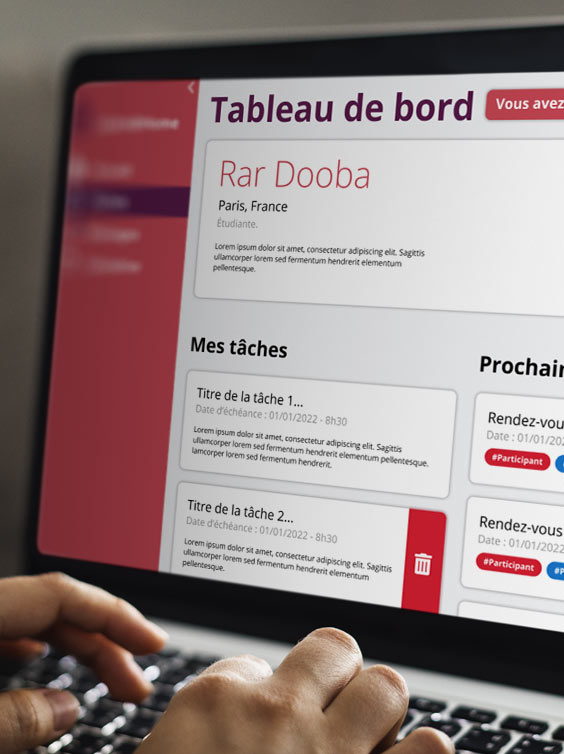 Tableau de bord
Vous avez
Rar Dooba
Paris, France
Étudiante.
Lorem ipsum dolor sit amet, consectetur adipiscing elit. Sagittis
ullamcorper lorem sed fermentum hendrerit elementum
pellentesque.
Mes tâches
Titre de la tâche 1...
Date d'échéance : 01/01/2022 - 8h30
Lorem ipsum dolor sit amet, consectetur adipiscing elit. Sagittis
ullamcorper lorem sed fermentum hendrerit elementum pellentesque.
lamcorper lorem sed fermentum hendrerit.
Titre de la tâche 2...
Date d'échéance : 01/01/2022 - 8h30
Lorem ipsum dolor sit amet, consectetur adipiscing elit. Sagittis
ullamcorper lorem sed fermentum hendrerit elementum
pellentesque.
Prochain
Rendez-vou
Date : 01/01/202
#Participant
Rendez-vous
Date : 01/01/2022
#Participant
#P